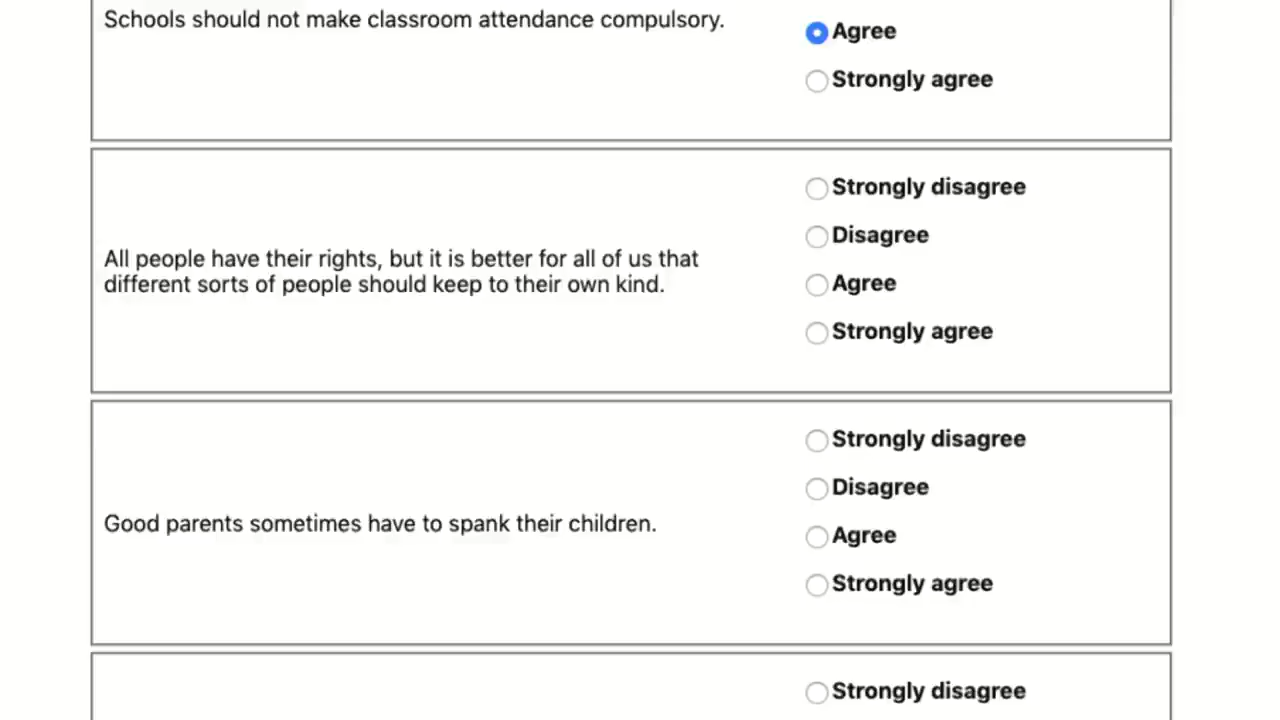 Schools should not make classroom attendance compulsory.
Agree
Strongly agree
All people have their rights, but it is better for all of us that
different sorts of people should keep to their own kind.
Strongly disagree
Disagree
Agree
Strongly agree
Good parents sometimes have to spank their children.
Strongly disagree
Disagree
Agree
Strongly agree
Strongly disagree